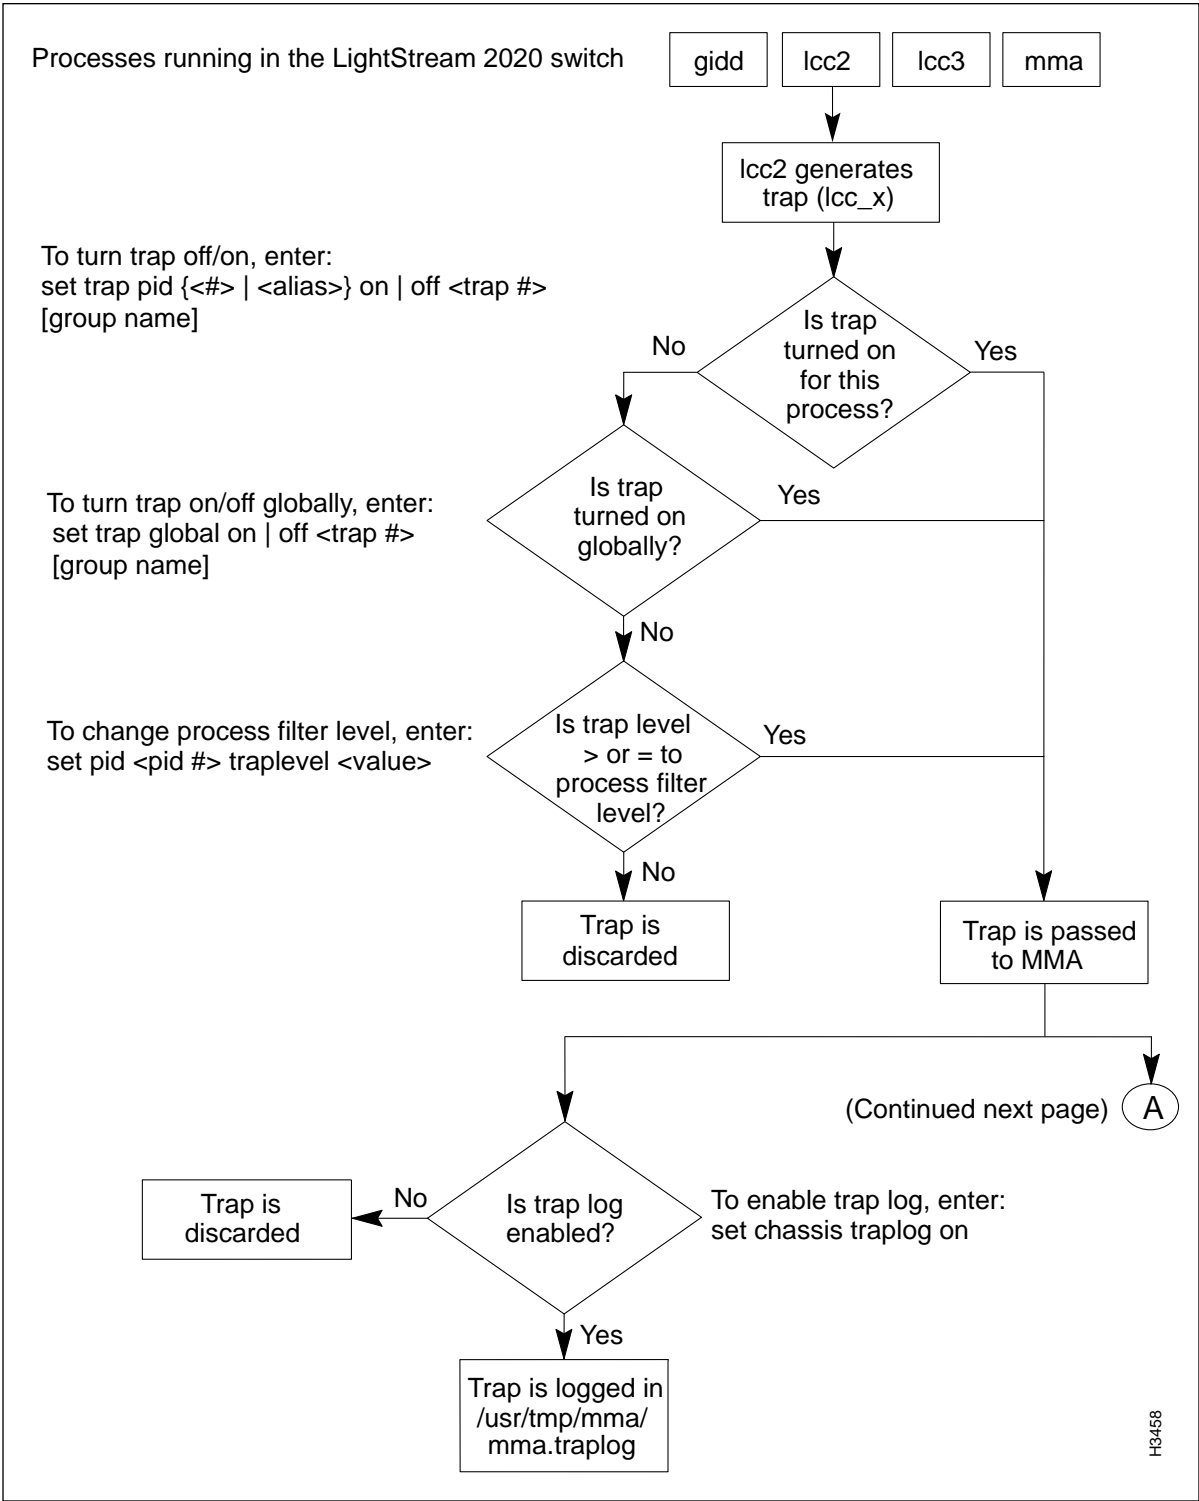 Processes running in the LightStream 2020 switch
gidd
lcc2
lcc3
mma
lcc2 generates
trap (lcc_x)
To turn trap off/on, enter:
set trap pid {<#> | <alias>} on | off <trap #>
[group name]
Is trap
turned on
for this
process?
No
Yes
To turn trap on/off globally, enter:
set trap global on | off <trap #>
[group name]
Is trap
turned on
globally?
Yes
No
To change process filter level, enter:
set pid <pid #> traplevel <value>
Is trap level
> or = to
process filter
level?
Yes
No
Trap is
discarded
Trap is passed
to MMA
(Continued next page)
A
Trap is
discarded
No
Is trap log
enabled?
To enable trap log, enter:
set chassis traplog on
Yes
Trap is logged in
/usr/tmp/mma/
mma.traplog
H3458